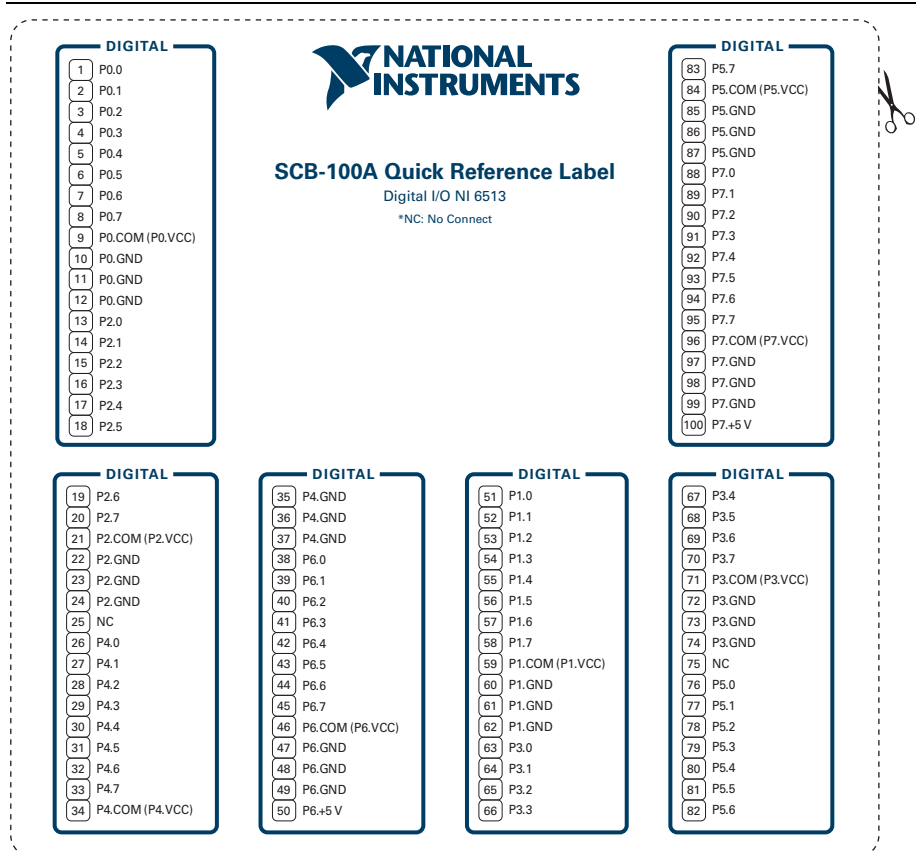 DIGITAL
1 P0.0
2 P0.1
3 P0.2
4 P0.3
5 P0.4
6 P0.5
7 P0.6
8 P0.7
9 P0.COM (P0.VCC)
10 P0.GND
11 P0.GND
12 P0.GND
13 P2.0
14 P2.1
15 P2.2
16 P2.3
17 P2.4
18 P2.5
NATIONAL
INSTRUMENTS
SCB-100A Quick Reference Label
Digital I/O NI 6513
*NC: No Connect
DIGITAL
83 P5.7
84 P5.COM (P5.VCC)
85 P5.GND
86 P5.GND
87 P5.GND
88 P7.0
89 P7.1
90 P7.2
91 P7.3
92 P7.4
93 P7.5
94 P7.6
95 P7.7
96 P7.COM (P7.VCC)
97 P7.GND
98 P7.GND
99 P7.GND
100 P7.+5 V
DIGITAL
19 P2.6
20 P2.7
21 P2.COM (P2.VCC)
22 P2.GND
23 P2.GND
24 P2.GND
25 NC
26 P4.0
27 P4.1
28 P4.2
29 P4.3
30 P4.4
31 P4.5
32 P4.6
33 P4.7
34 P4.COM (P4.VCC)
DIGITAL
35 P4.GND
36 P4.GND
37 P4.GND
38 P6.0
39 P6.1
40 P6.2
41 P6.3
42 P6.4
43 P6.5
44 P6.6
45 P6.7
46 P6.COM (P6.VCC)
47 P6.GND
48 P6.GND
49 P6.GND
50 P6.+5 V
DIGITAL
51 P1.0
52 P1.1
53 P1.2
54 P1.3
55 P1.4
56 P1.5
57 P1.6
58 P1.7
59 P1.COM (P1.VCC)
60 P1.GND
61 P1.GND
62 P1.GND
63 P3.0
64 P3.1
65 P3.2
66 P3.3
DIGITAL
67 P3.4
68 P3.5
69 P3.6
70 P3.7
71 P3.COM (P3.VCC)
72 P3.GND
73 P3.GND
74 P3.GND
75 NC
76 P5.0
77 P5.1
78 P5.2
79 P5.3
80 P5.4
81 P5.5
82 P5.6